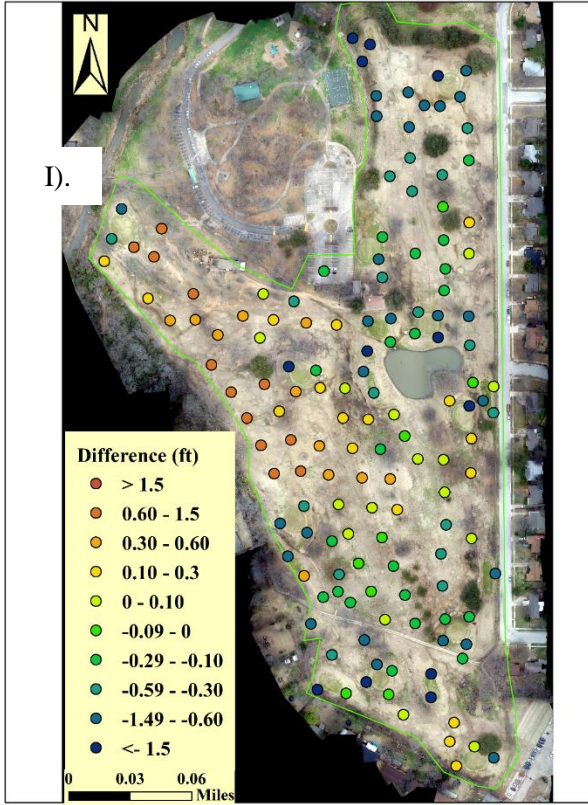 N
I).
Difference (ft)
> 1.5
0.60 - 1.5
0.30 - 0.60
0.10 - 0.3
0 - 0.10
-0.09 - 0
-0.29 - -0.10
-0.59 - -0.30
-1.49 - -0.60
<- 1.5
0 0.03 0.06
Miles